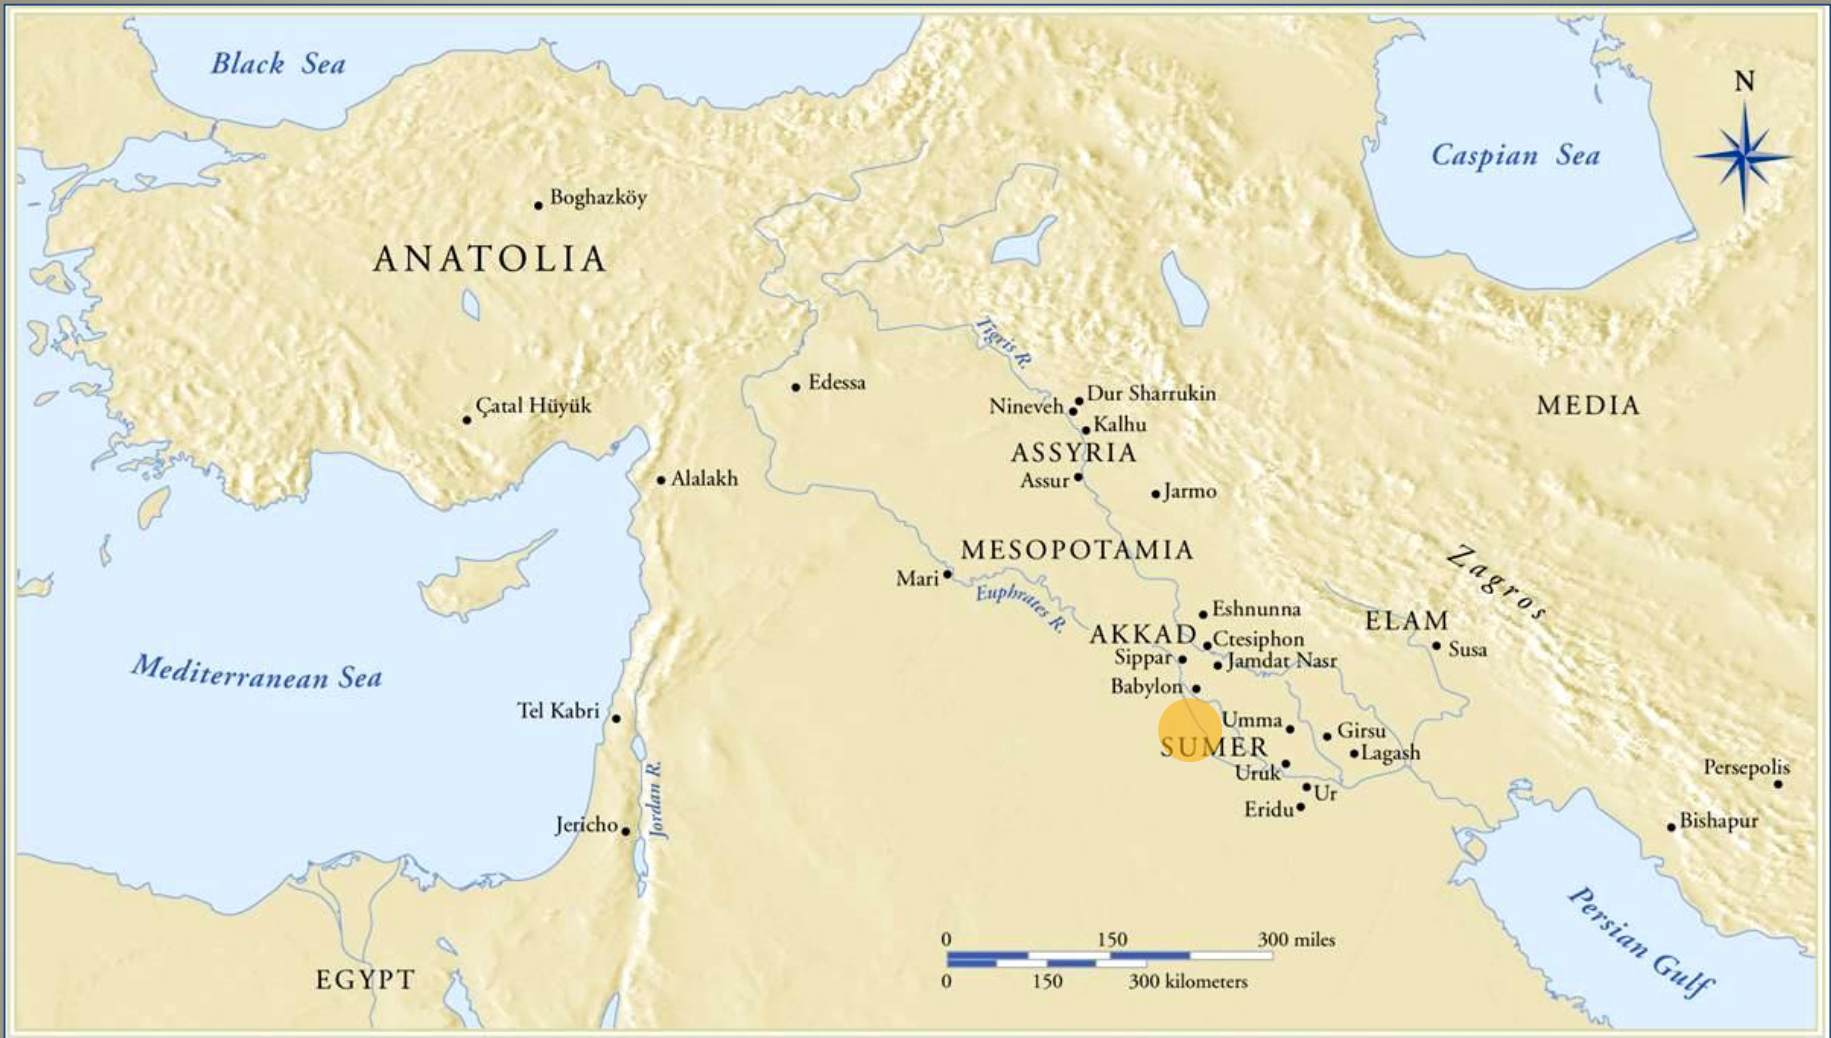 Black Sea
N
Caspian Sea
Boghazköy
ANATOLIA
Tigris R.
Edessa
Dur Sharrukin
Nineveh
Çatal Hüyük
MEDIA
Kalhu
ASSYRIA
Alalakh
Assur
Jarmo
MESOPOTAMIA
Zagros
Mari
Euphrates R.
Eshnunna
ELAM
AKKAD
Ctesiphon
Susa
Sippar
Jamdat Nasr
Mediterranean Sea
Babylon
Tel Kabri
Umma
Girsu
SUMER
Lagash
Uruk
Persepolis
Ur
Jordan R.
Eridu
Bishapur
Jericho
Persian Gulf
0 150 300 miles
0 150 300 kilometers
EGYPT